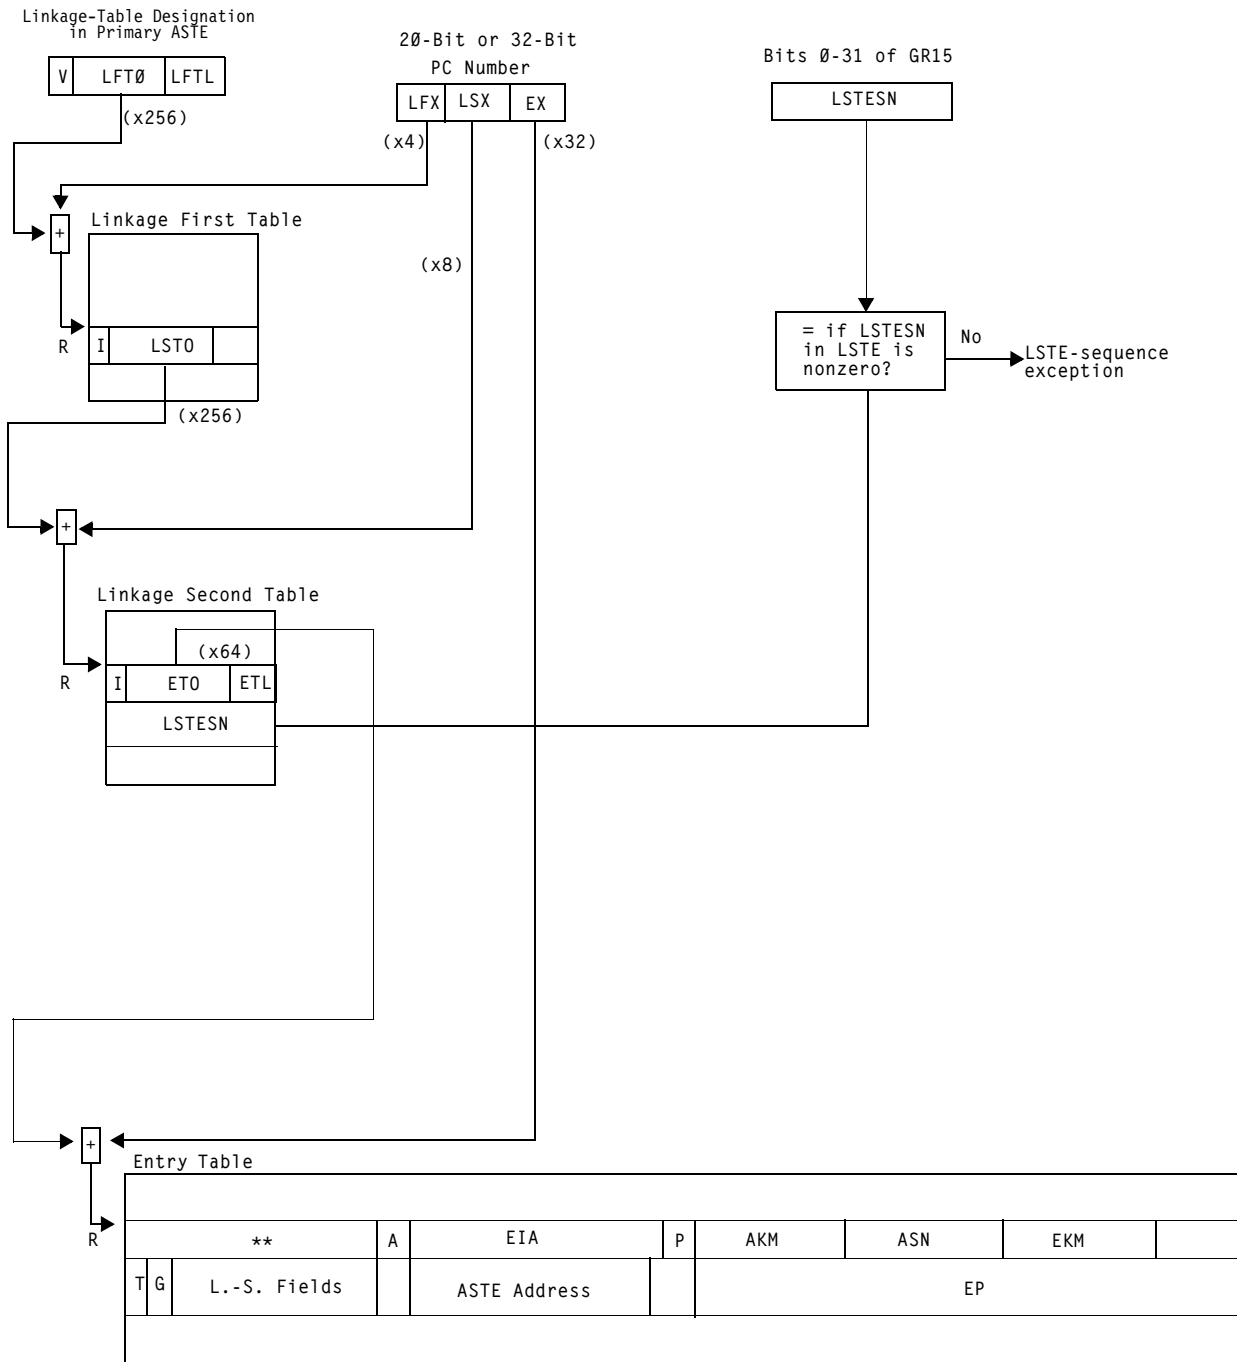 Linkage-Table Designation
in Primary ASTE
V LFTØ LFTL
(x256)
2Ø-Bit or 32-Bit
PC Number
LFX LSX EX
(x4)
(x32)
(x8)
Bits Ø-31 of GR15
LSTESN
+
Linkage First Table
R
I LSTO
(x256)
= if LSTESN
in LSTE is
nonzero?
No
LSTE-sequence
exception
+
Linkage Second Table
(x64)
R
I ETO ETL
LSTESN
+
Entry Table
R
** A EIA P AKM ASN EKM
T G L.-S. Fields ASTE Address EP